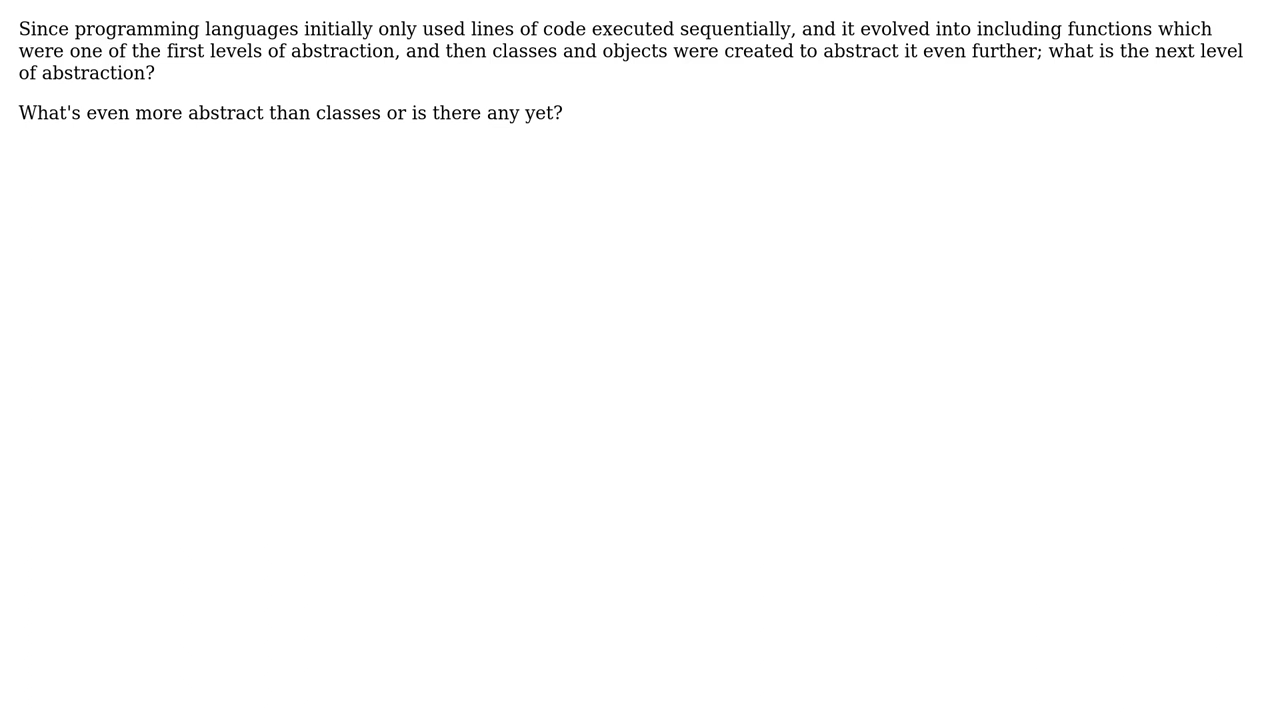 Since programming languages initially only used lines of code executed sequentially, and it evolved into including functions which
were one of the first levels of abstraction, and then classes and objects were created to abstract it even further; what is the next level
of abstraction?
What's even more abstract than classes or is there any yet?